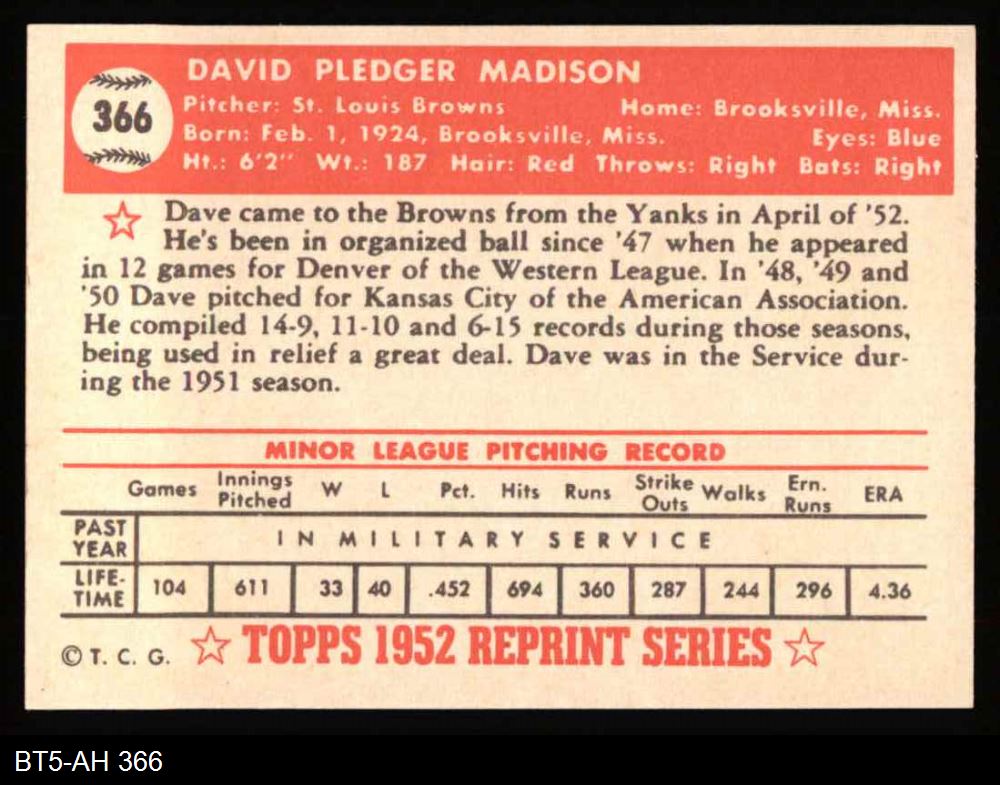 DAVID PLEDGER MADISON
366
Pitcher: St. Louis Browns Home: Brooksville, Miss.
Born: Feb. 1, 1924, Brooksville, Miss. Eyes: Blue
Ht.: 6'2" Wt.: 187 Hair: Red Throws: Right Bats: Right
Dave came to the Browns from the Yanks in April of '52.
He's been in organized ball since '47 when he appeared
in 12 games for Denver of the Western League. In '48, '49 and
'50 Dave pitched for Kansas City of the American Association.
He compiled 14-9, 11-10 and 6-15 records during those seasons,
being used in relief a great deal. Dave was in the Service dur-
ing the 1951 season.
MINOR LEAGUE PITCHING RECORD
Games Innings Pitched W L Pct. Hits Runs Strike Outs Walks Ern. Runs ERA
PAST YEAR IN MILITARY SERVICE
LIFE-TIME 104 611 33 40 .452 694 360 287 244 296 4.36
© T. C. G. ☆ TOPPS 1952 REPRINT SERIES ☆
BT5-AH 366